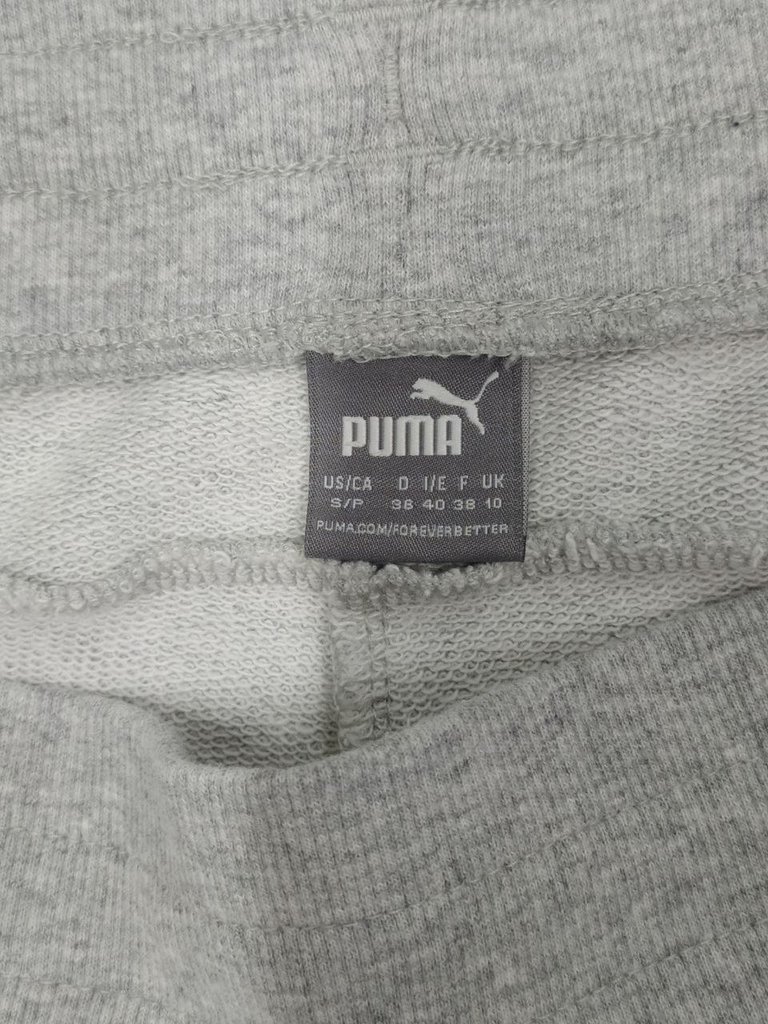 PUMA
US/CA D I/E F UK
S/P 36 40 38 10
PUMA.COM/FOREVERBETTER